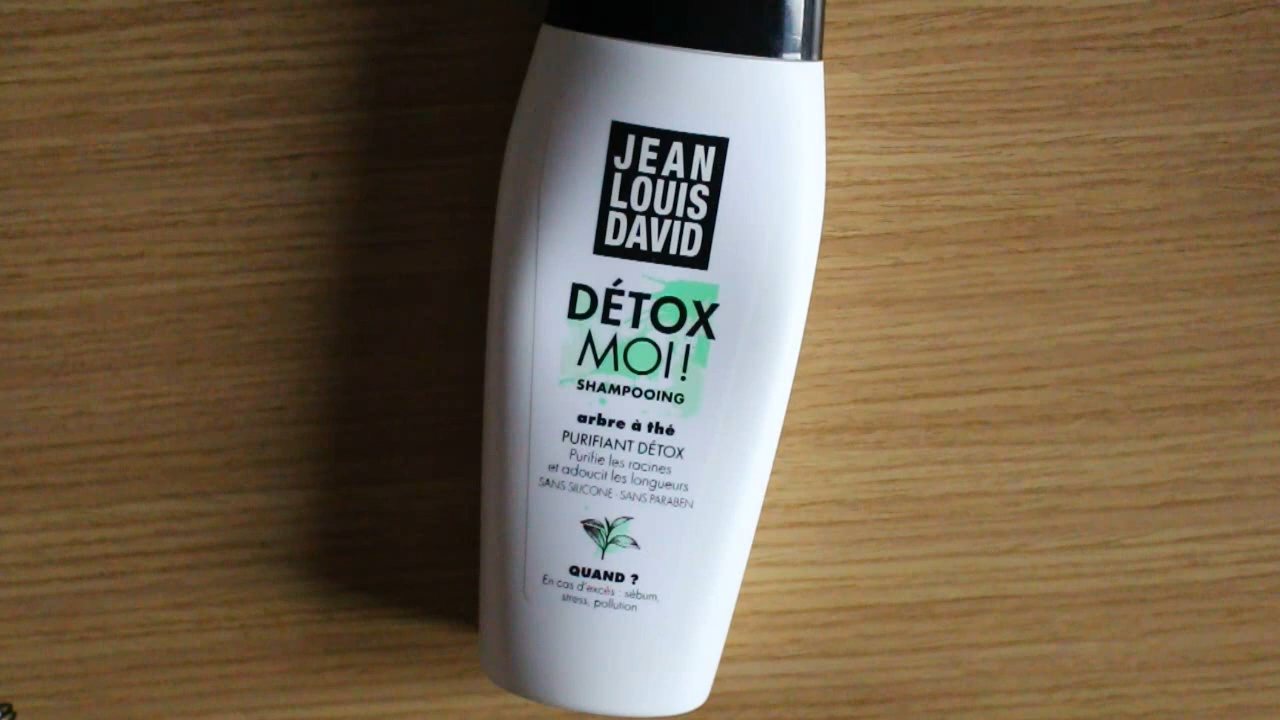 JEAN
LOUIS
DAVID
DÉTOX
MOI!
SHAMPOOING
arbre à thé
PURIFIANT DÉTOX
Purifie les racines
et adoucit les longueurs
SANS SILICONE · SANS PARABEN
QUAND ?
En cas d'excès : sébum,
stress, pollution